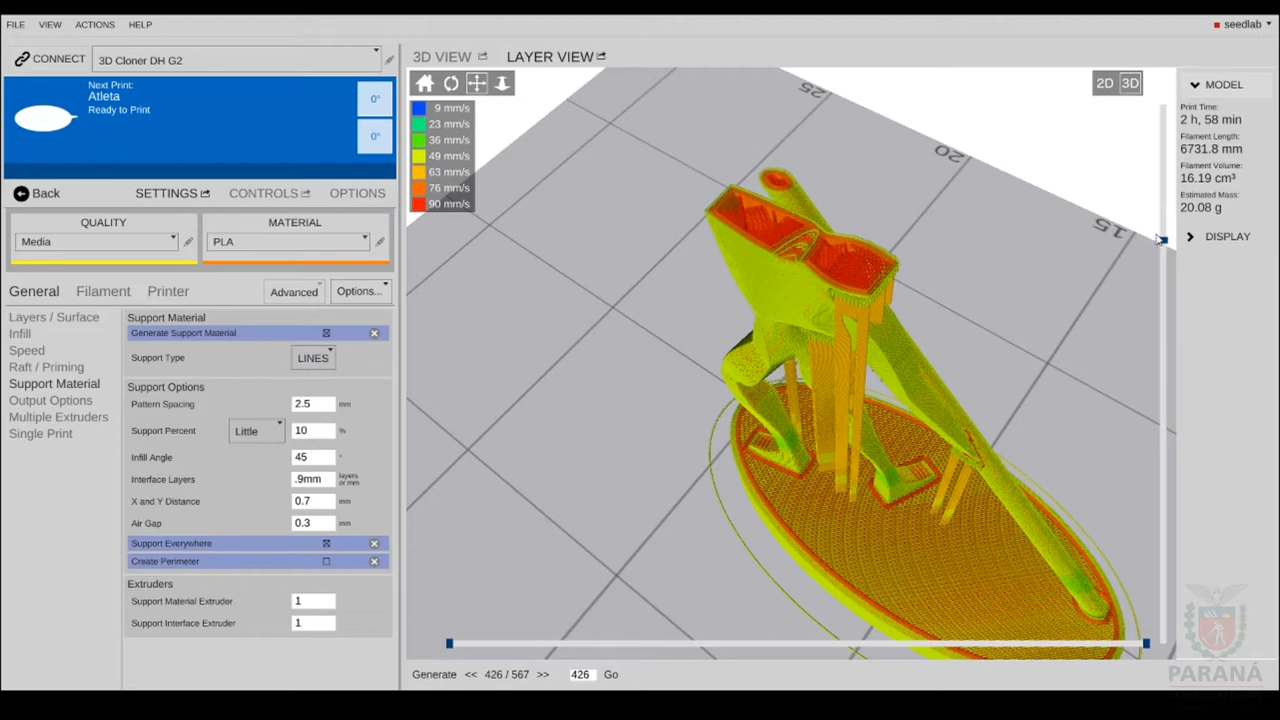 FILE VIEW ACTIONS HELP
seedlab
CONNECT 3D Cloner DH G2
Next Print:
Atleta
Ready to Print
0°
0°
Back SETTINGS CONTROLS OPTIONS
QUALITY MATERIAL
Media PLA
General Filament Printer Advanced Options...
Layers / Surface
Infill
Speed
Raft / Priming
Support Material
Output Options
Multiple Extruders
Single Print
Support Material
Generate Support Material
Support Type LINES
Support Options
Pattern Spacing 2.5 mm
Support Percent Little 10 %
Infill Angle 45 °
Interface Layers .9mm layers
or mm
X and Y Distance 0.7 mm
Air Gap 0.3 mm
Support Everywhere
Create Perimeter
Extruders
Support Material Extruder 1
Support Interface Extruder 1
3D VIEW LAYER VIEW
2D 3D
9 mm/s
23 mm/s
36 mm/s
49 mm/s
63 mm/s
76 mm/s
90 mm/s
25
20
15
Generate << 426 / 567 >> 426 Go
MODEL
Print Time:
2 h, 58 min
Filament Length:
6731.8 mm
Filament Volume:
16.19 cm³
Estimated Mass:
20.08 g
DISPLAY
PARANÁ